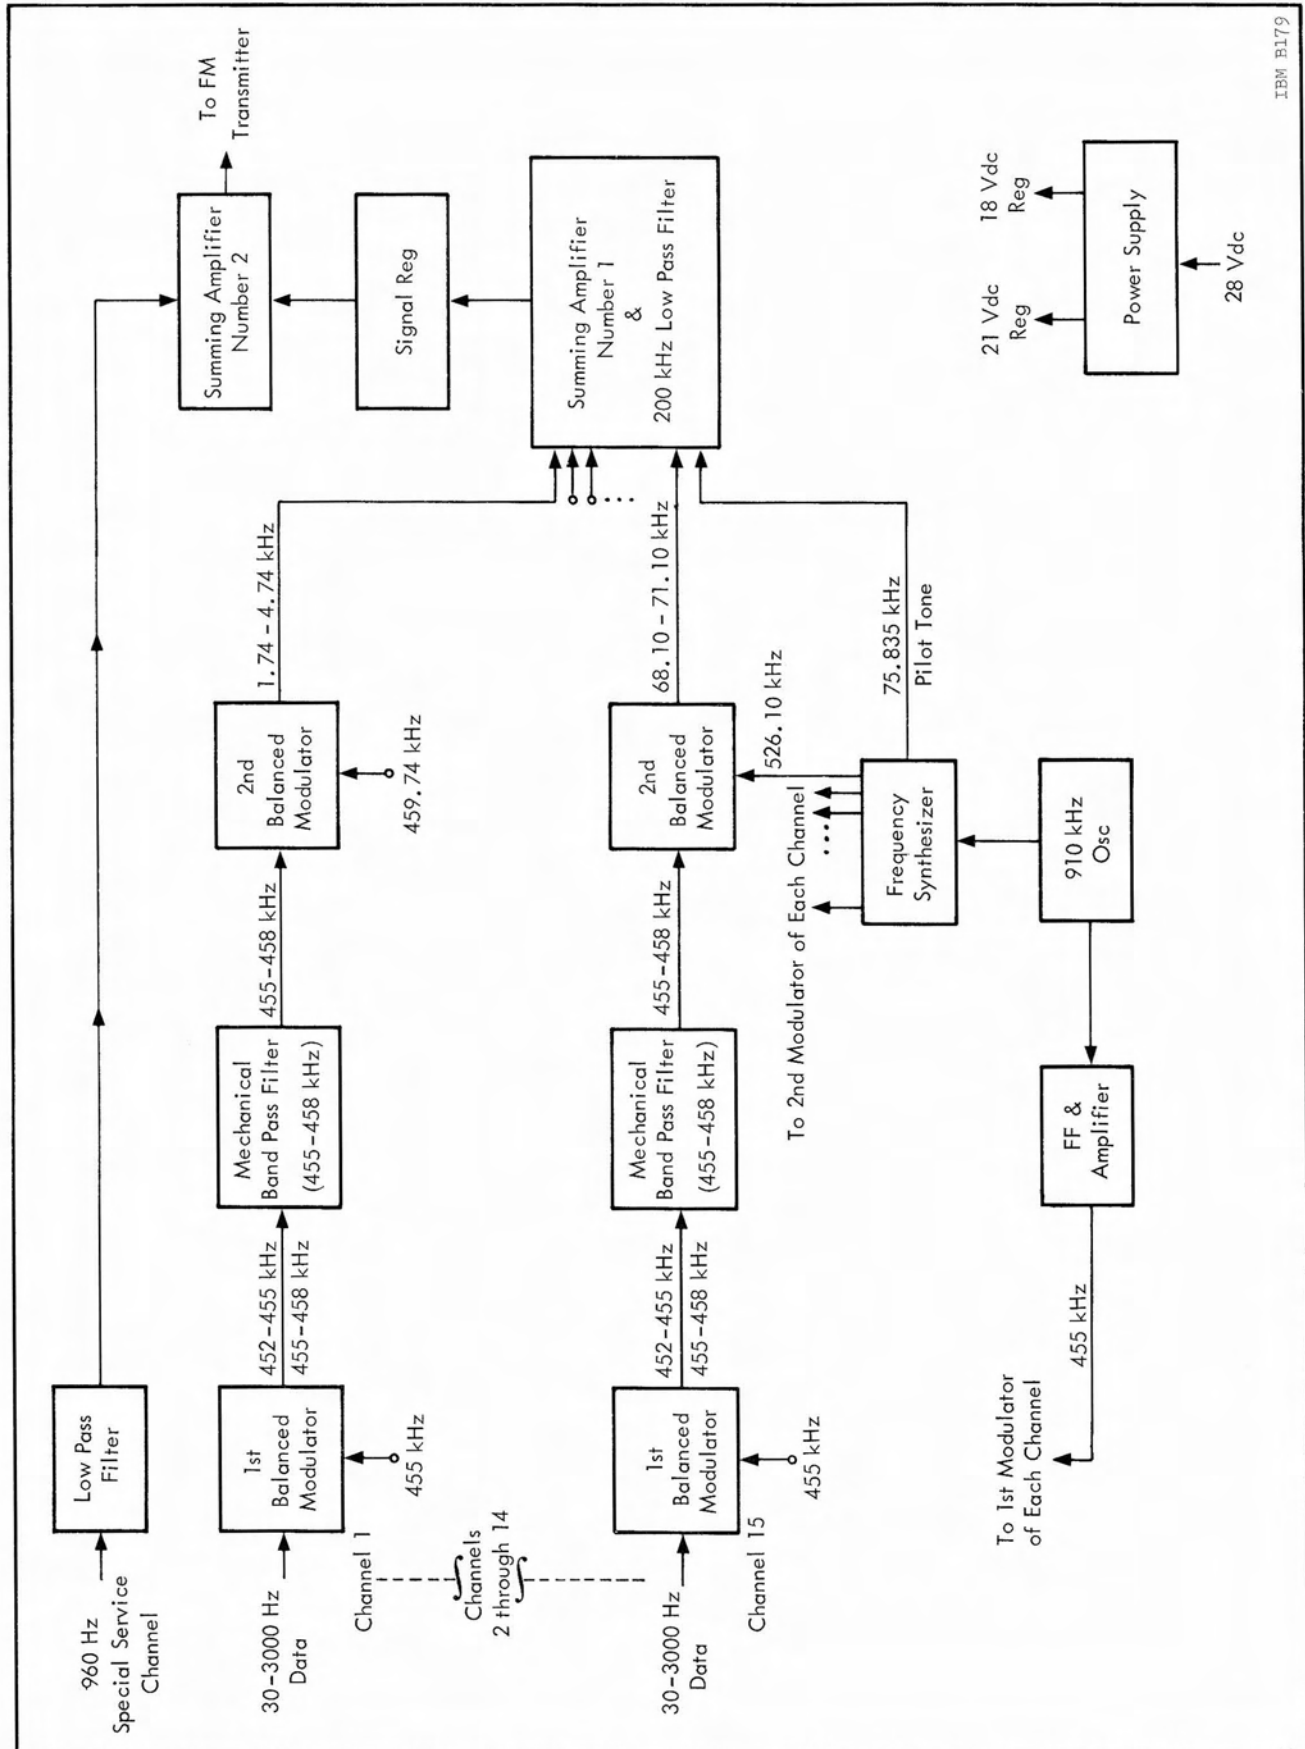 960 Hz
Special Service
Channel
Low Pass
Filter
To FM
Transmitter
Summing Amplifier
Number 2
Signal Reg
30-3000 Hz
Data
1st
Balanced
Modulator
455 kHz
Channel 1
452-455 kHz
455-458 kHz
Mechanical
Band Pass Filter
(455-458 kHz)
455-458 kHz
2nd
Balanced
Modulator
459.74 kHz
1.74-4.74 kHz
Summing Amplifier
Number 1
&
200 kHz Low Pass Filter
Channels
2 through 14
30-3000 Hz
Data
1st
Balanced
Modulator
455 kHz
Channel 15
452-455 kHz
455-458 kHz
Mechanical
Band Pass Filter
(455-458 kHz)
455-458 kHz
2nd
Balanced
Modulator
68.10-71.10 kHz
526.10 kHz
To 2nd Modulator of Each Channel
...
Frequency
Synthesizer
75.835 kHz
Pilot Tone
910 kHz
Osc
FF &
Amplifier
455 kHz
To 1st Modulator
of Each Channel
21 Vdc
Reg
18 Vdc
Reg
Power Supply
28 Vdc
IBM B179